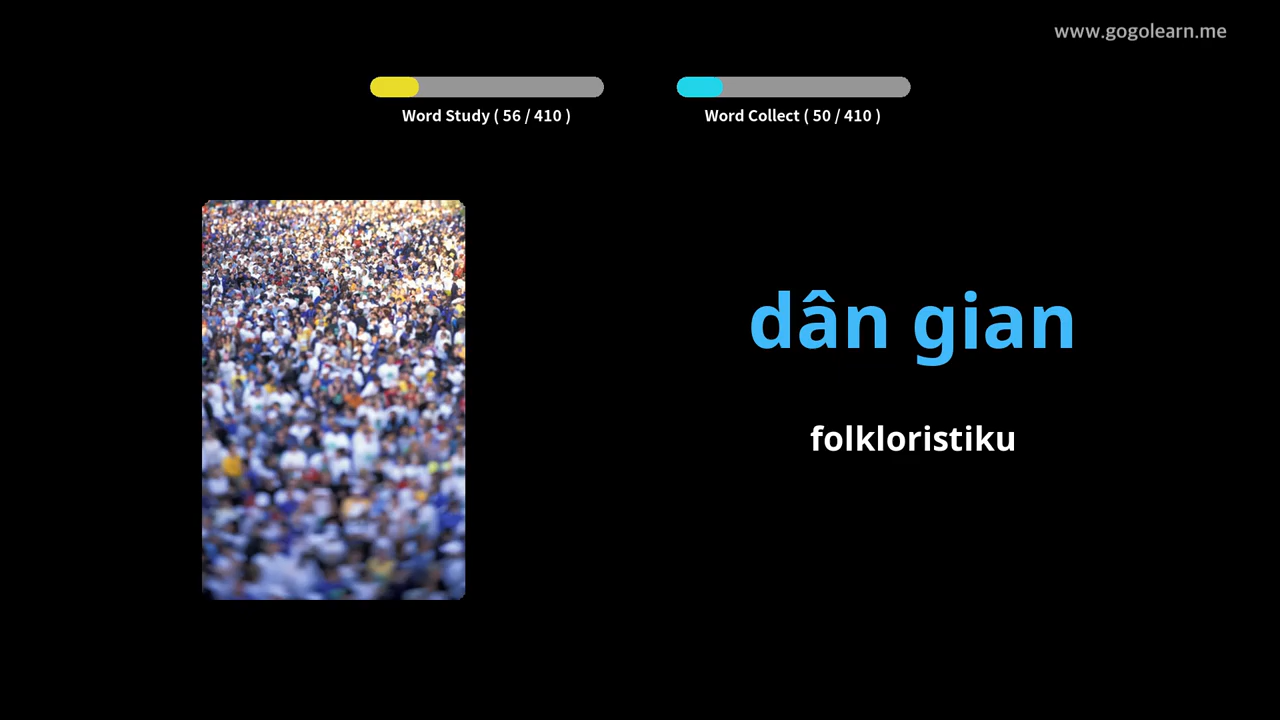 www.gogolearn.me
Word Study ( 56 / 410 )
Word Collect ( 50 / 410 )
dân gian
folkloristiku